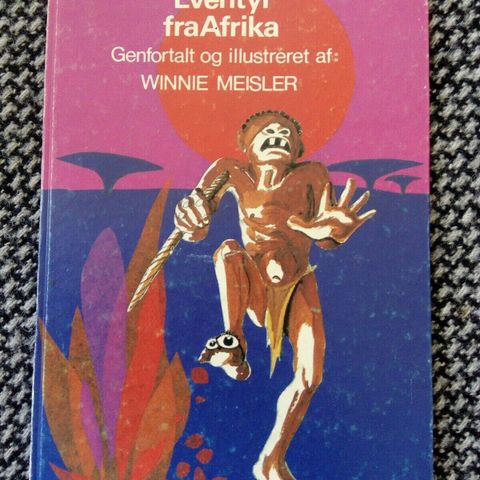 Eventyr
fraAfrika
Genfortalt og illustreret af:
WINNIE MEISLER